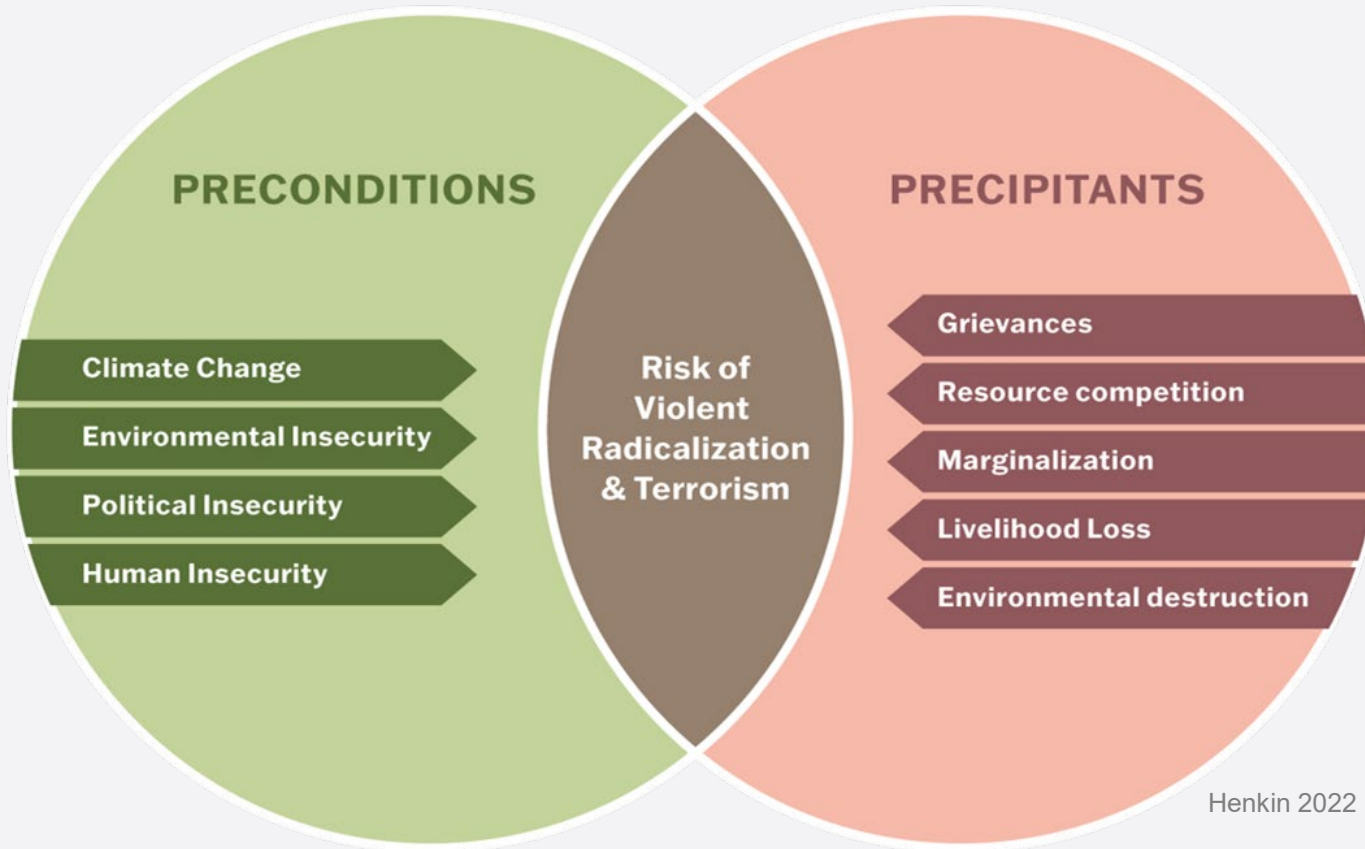 PRECONDITIONS
Climate Change
Environmental Insecurity
Political Insecurity
Human Insecurity
Risk of
Violent
Radicalization
& Terrorism
PRECIPITANTS
Grievances
Resource competition
Marginalization
Livelihood Loss
Environmental destruction
Henkin 2022